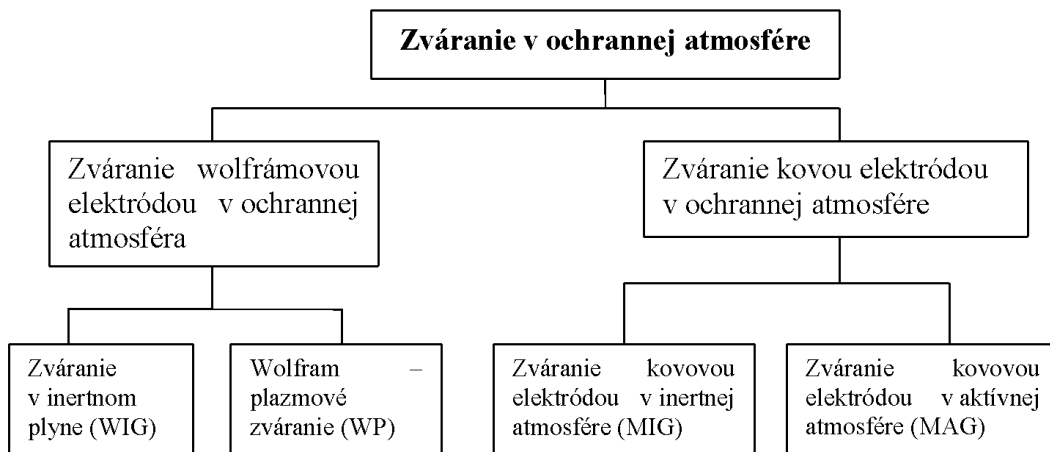 Zváranie v ochrannej atmosfére
Zváranie wolfrámovou
elektródou v ochrannej
atmosféra
Zváranie kovou elektródou
v ochrannej atmosfére
Zváranie
v inertnom
plyne (WIG)
Wolfram –
plazmové
zváranie (WP)
Zváranie kovovou
elektródou v inertnej
atmosfére (MIG)
Zváranie kovovou
elektródou v aktívnej
atmosfére (MAG)